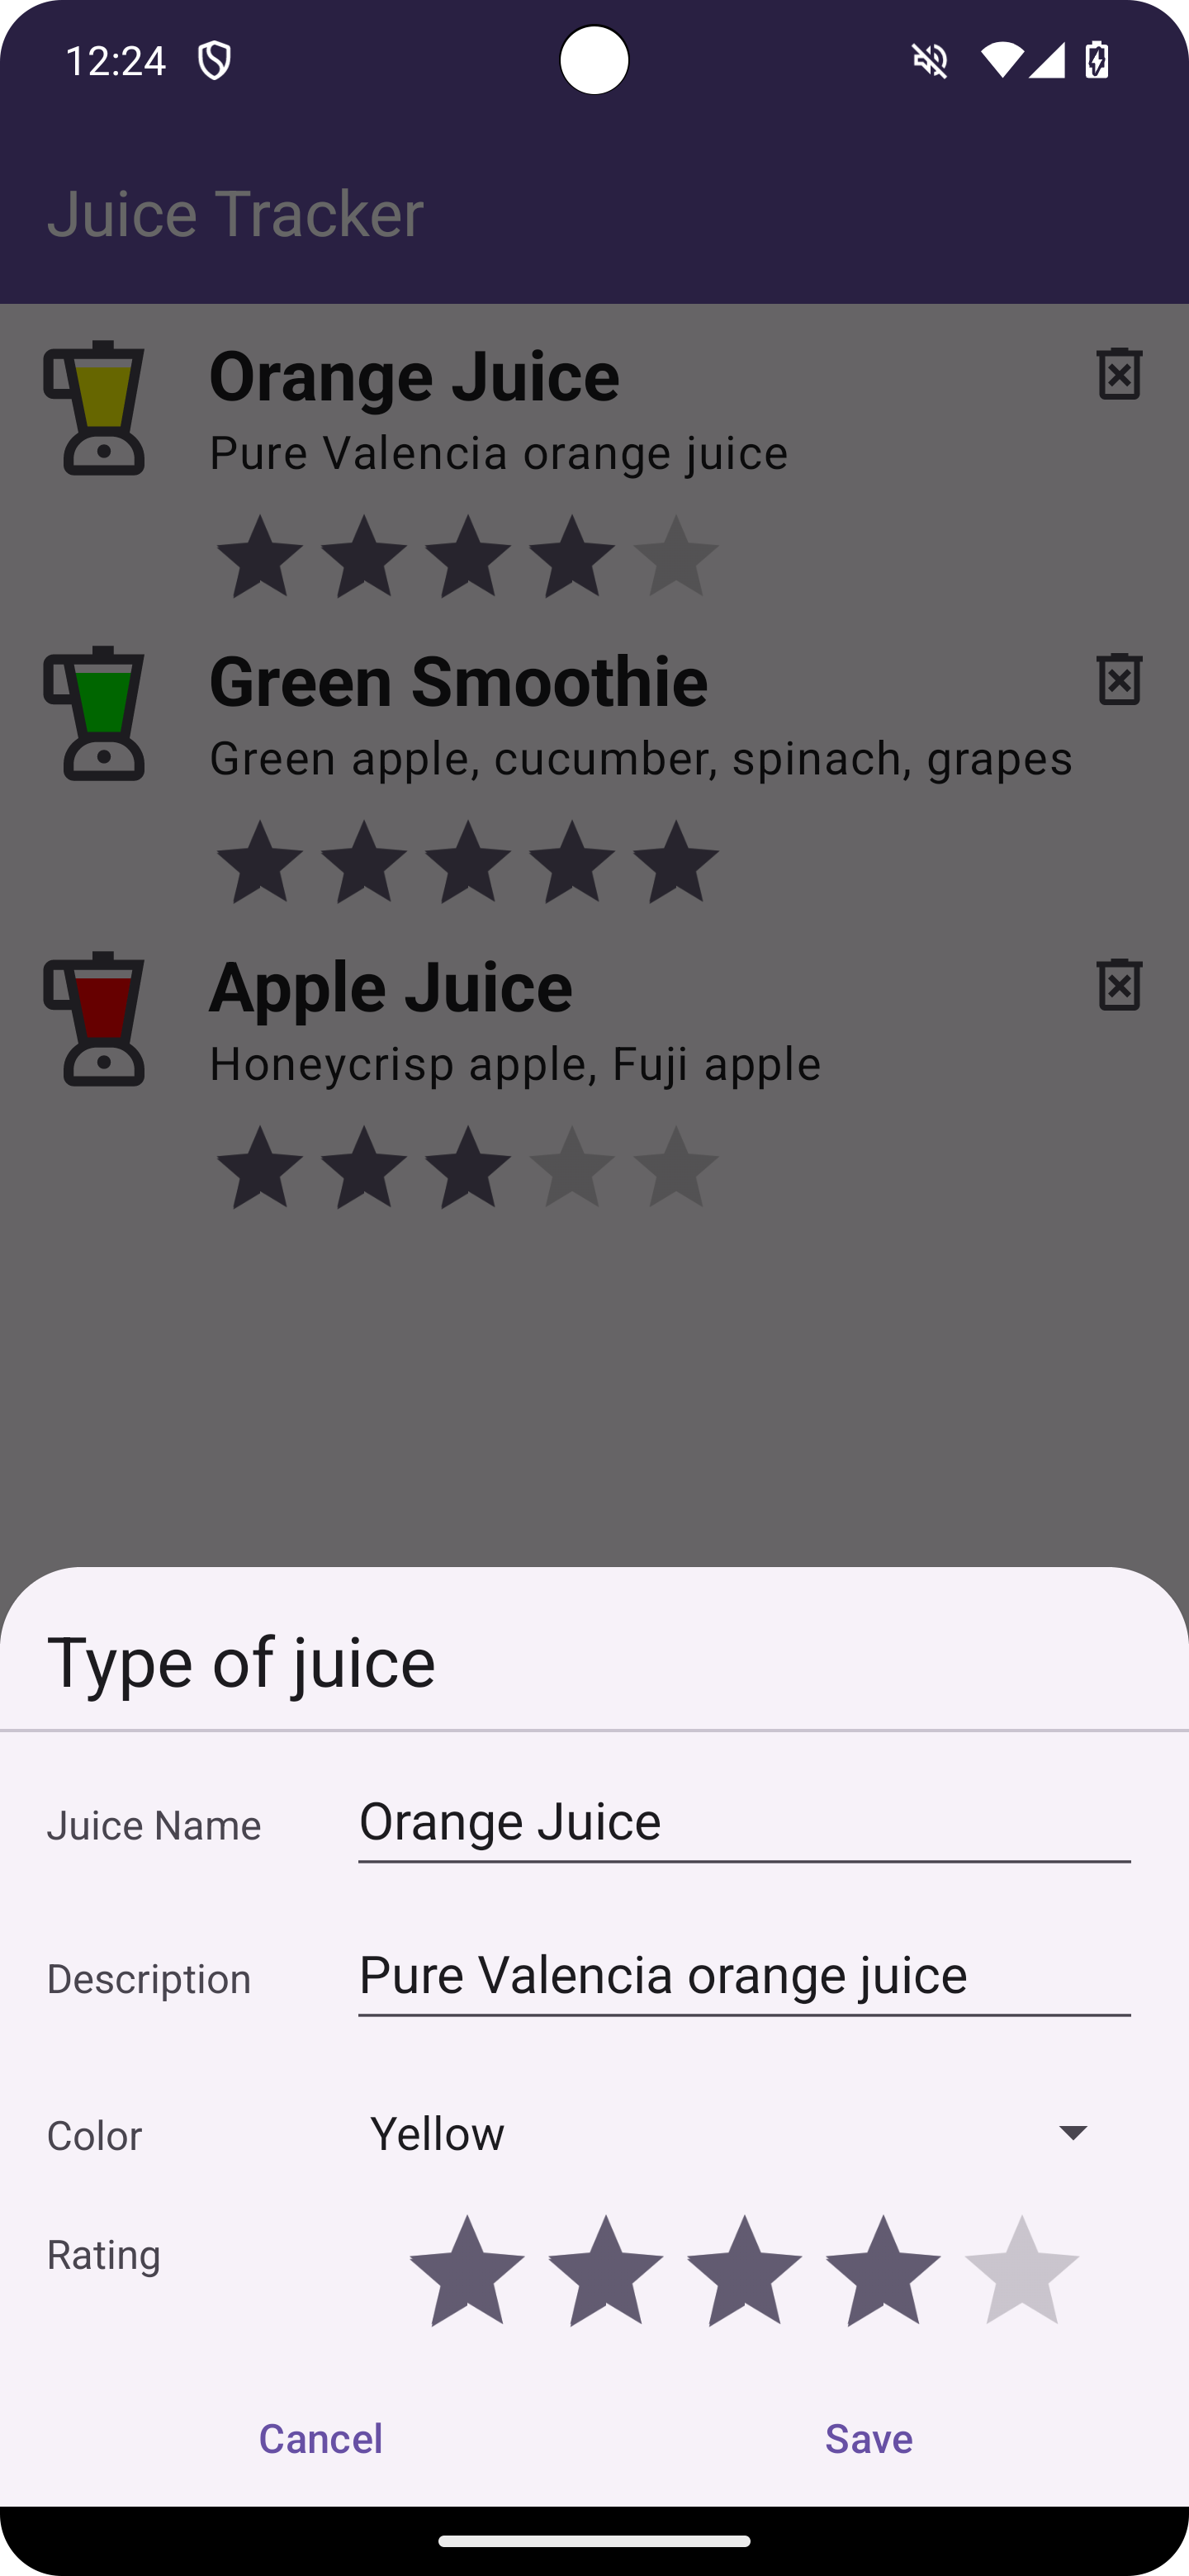 12:24
Juice Tracker
Orange Juice
Pure Valencia orange juice
Green Smoothie
Green apple, cucumber, spinach, grapes
Apple Juice
Honeycrisp apple, Fuji apple
Type of juice
Juice Name Orange Juice
Description Pure Valencia orange juice
Color Yellow
Rating
Cancel Save